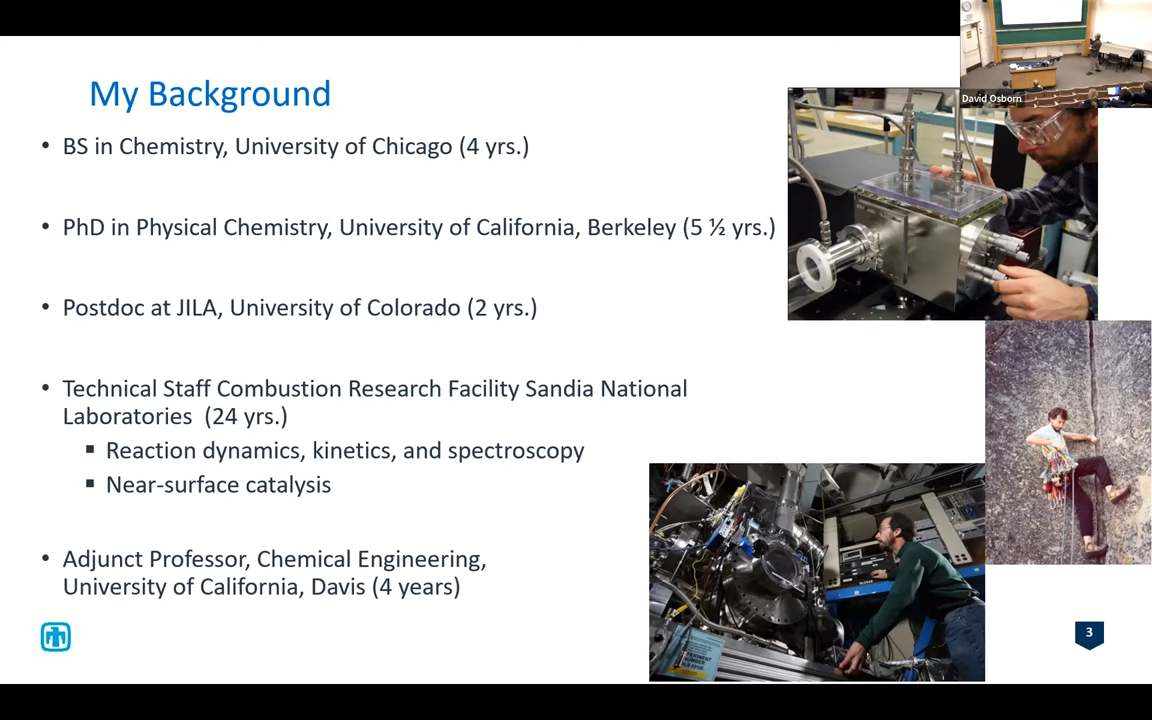 My Background
• BS in Chemistry, University of Chicago (4 yrs.)
• PhD in Physical Chemistry, University of California, Berkeley (5 ½ yrs.)
• Postdoc at JILA, University of Colorado (2 yrs.)
• Technical Staff Combustion Research Facility Sandia National
Laboratories (24 yrs.)
▪ Reaction dynamics, kinetics, and spectroscopy
▪ Near-surface catalysis
• Adjunct Professor, Chemical Engineering,
University of California, Davis (4 years)
David Osborn
EXPERIMENT
NUMBER
3